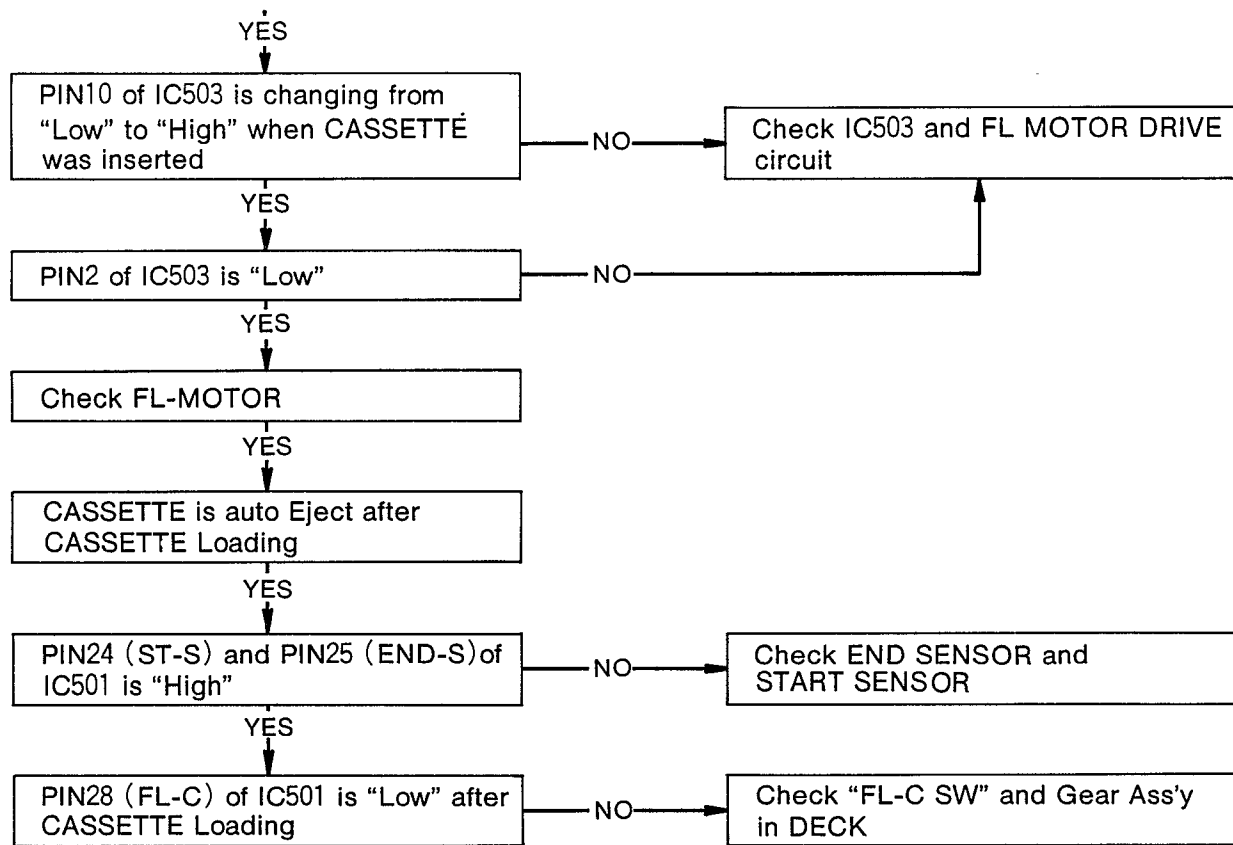 YES
PIN10 of IC503 is changing from
“Low” to “High” when CASSETTE
was inserted
NO
Check IC503 and FL MOTOR DRIVE
circuit
YES
PIN2 of IC503 is “Low”
NO
YES
Check FL-MOTOR
YES
CASSETTE is auto Eject after
CASSETTE Loading
YES
PIN24 (ST-S) and PIN25 (END-S) of
IC501 is “High”
NO
Check END SENSOR and
START SENSOR
YES
PIN28 (FL-C) of IC501 is “Low” after
CASSETTE Loading
NO
Check “FL-C SW” and Gear Ass'y
in DECK